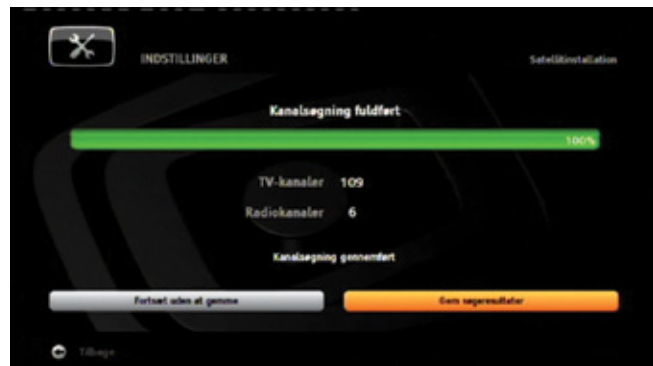 INDSTILLINGER
Satellitinstallation
Kanalsøgning fuldført
100%
TV-kanaler 109
Radiokanaler 6
Kanalsøgning gennemført
Fortsæt uden at gemme
Gem søgeresultater
Tilbage